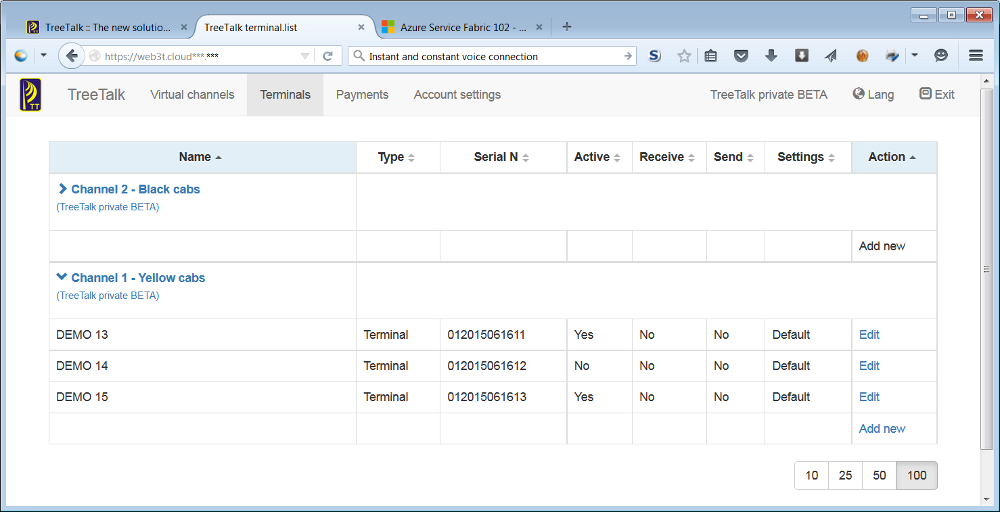 TreeTalk :: The new solutio...
TreeTalk terminal.list
Azure Service Fabric 102 - ...
https://web3t.cloud***.***
Instant and constant voice connection
S
TT
TreeTalk
Virtual channels
Terminals
Payments
Account settings
TreeTalk private BETA
Lang
Exit
Name Type Serial N Active Receive Send Settings Action
Channel 2 - Black cabs
(TreeTalk private BETA)
Add new
Channel 1 - Yellow cabs
(TreeTalk private BETA)
DEMO 13 Terminal 012015061611 Yes No No Default Edit
DEMO 14 Terminal 012015061612 No No No Default Edit
DEMO 15 Terminal 012015061613 Yes No No Default Edit
Add new
10 25 50 100